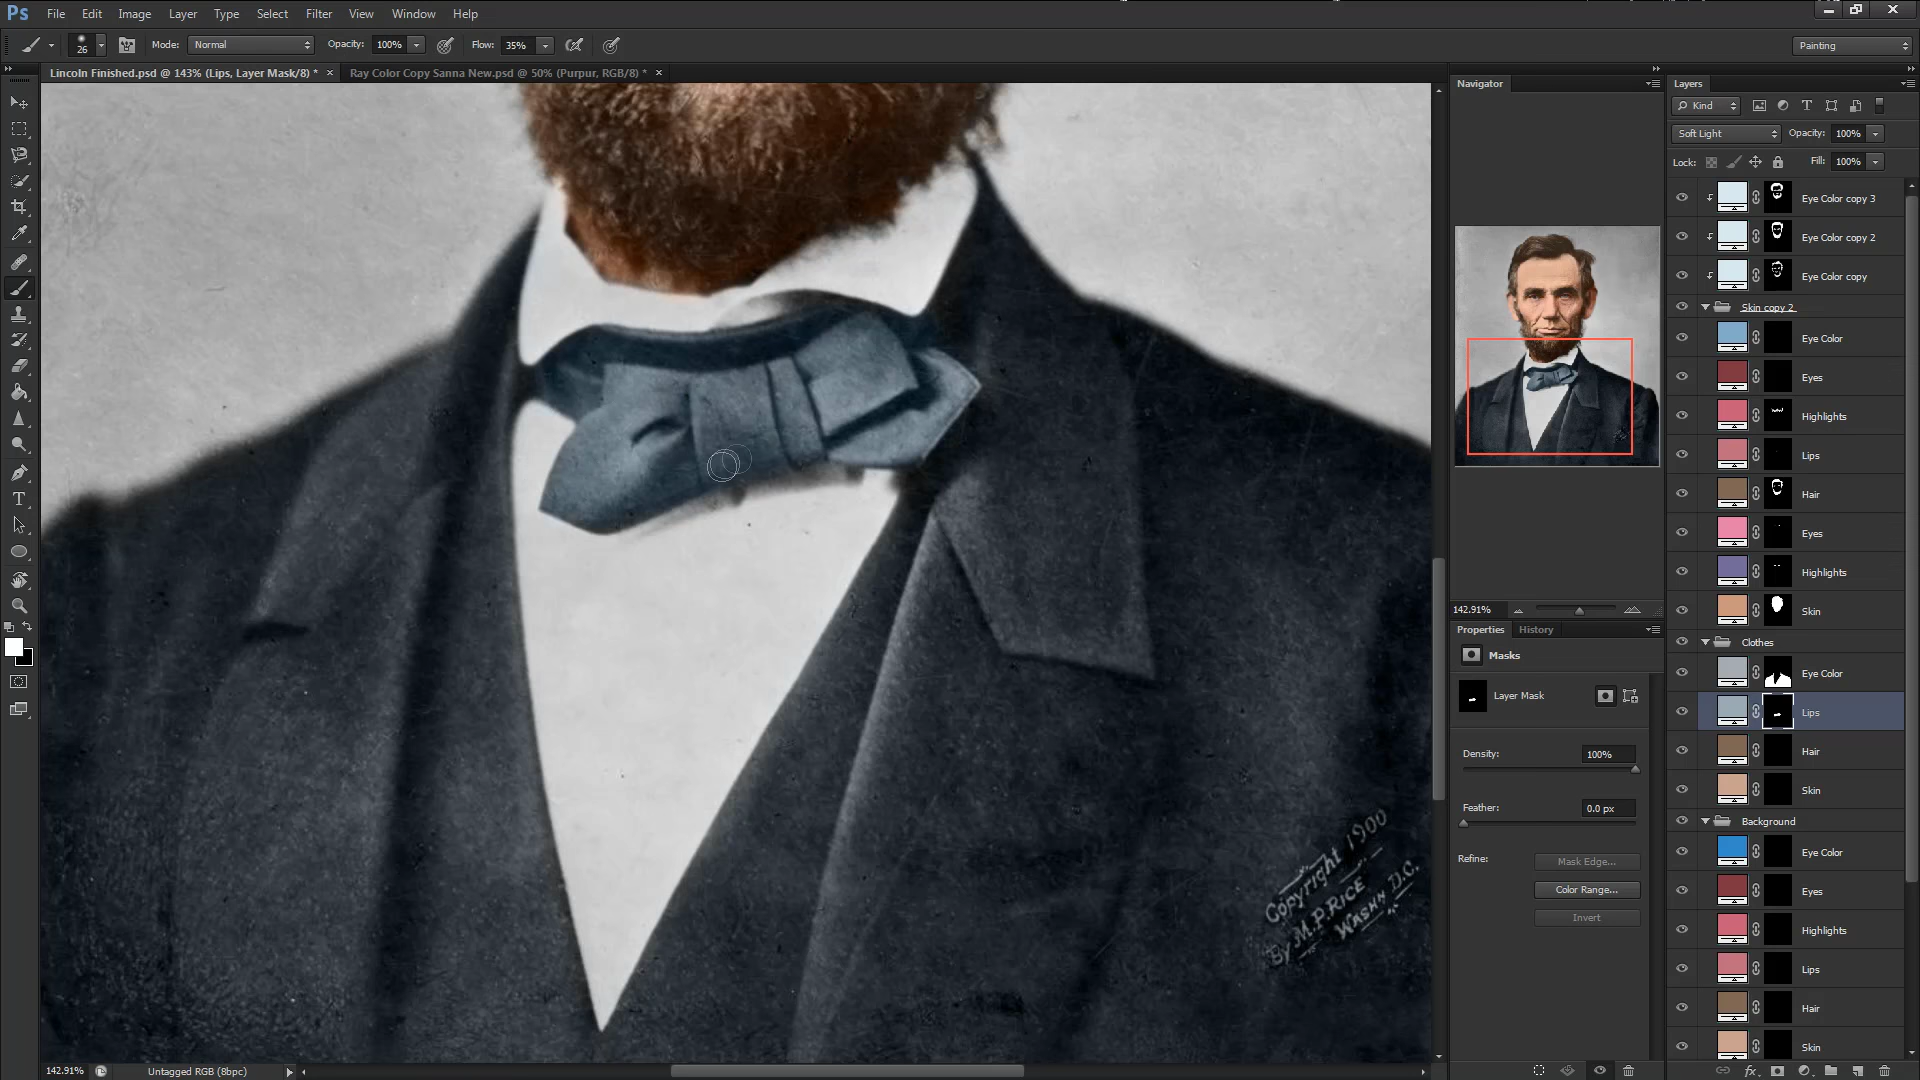 Ps File Edit Image Layer Type Select Filter View Window Help
26 Mode: Normal Opacity: 100% Flow: 35% Painting
Lincoln Finished.psd @ 143% (Lips, Layer Mask/8) * × Ray Color Copy Sanna New.psd @ 50% (Purpur, RGB/8) * ×
Navigator
142.91%
Properties History
Masks
Layer Mask
Density: 100%
Feather: 0.0 px
Refine: Mask Edge...
Color Range...
Invert
Layers
Kind
Soft Light Opacity: 100%
Lock: Fill: 100%
Eye Color copy 3
Eye Color copy 2
Eye Color copy
Skin copy 2
Eye Color
Eyes
Highlights
Lips
Hair
Eyes
Highlights
Skin
Clothes
Eye Color
Lips
Hair
Skin
Background
Eye Color
Eyes
Highlights
Lips
Hair
Skin
Copyright 1900
By M.P. RICE
WASHN D.C.
142.91% Untagged RGB (8bpc)